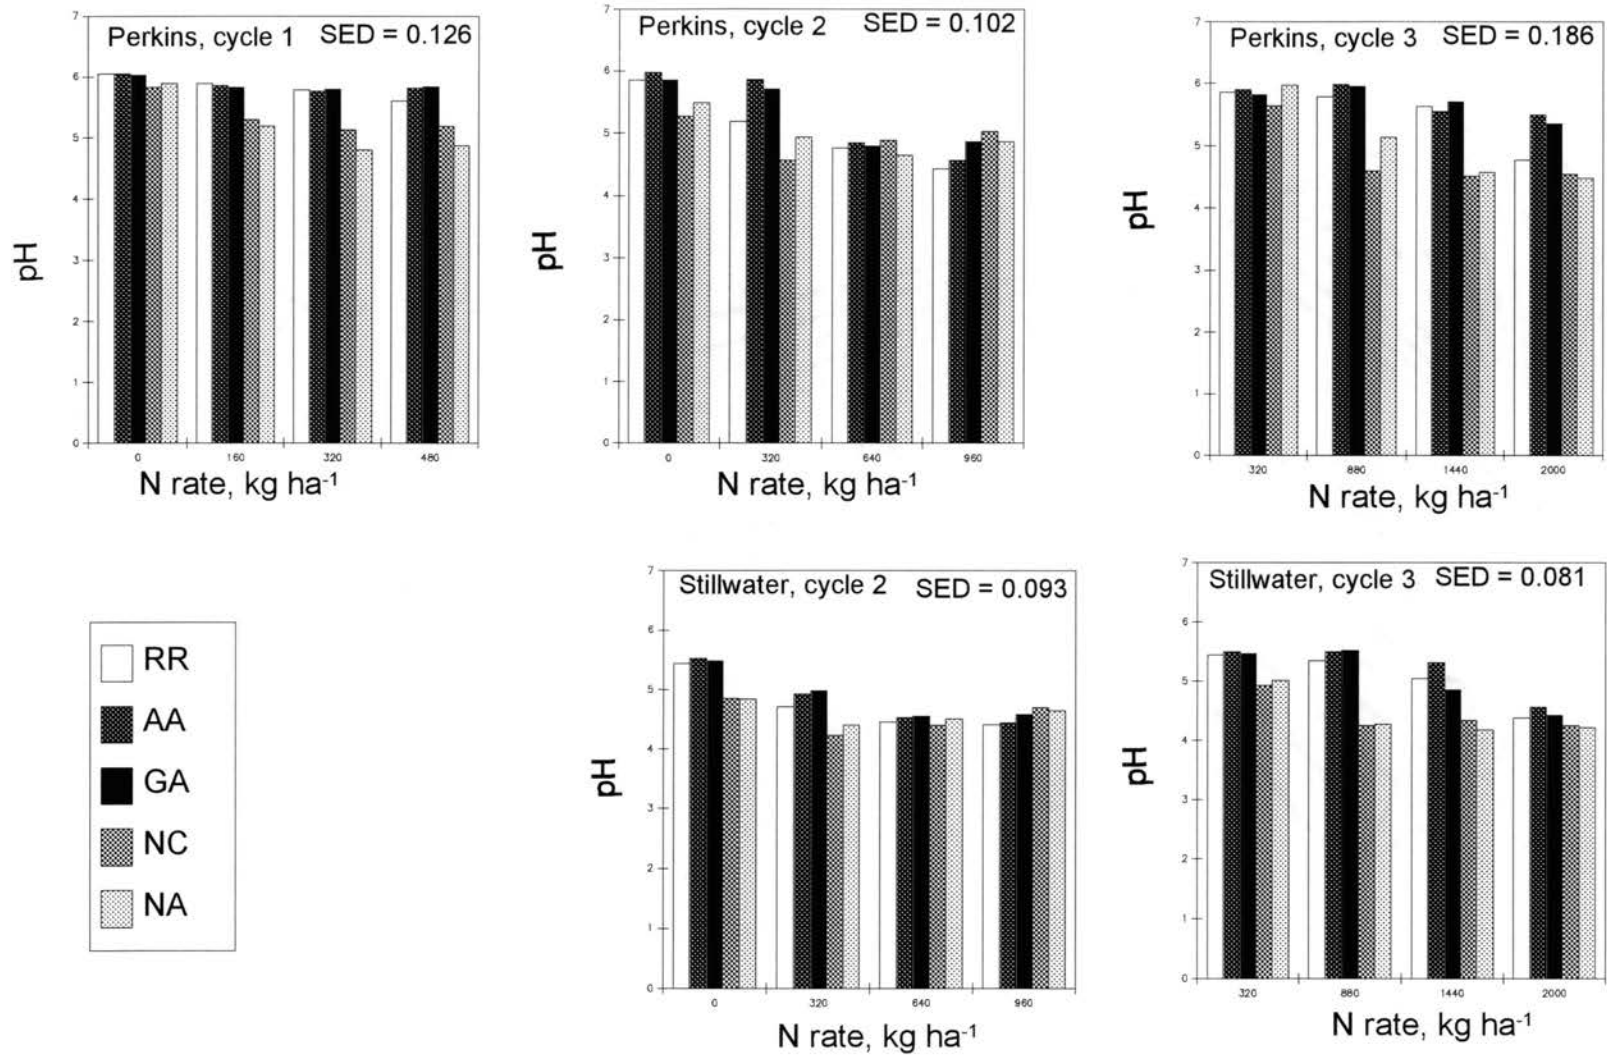 Perkins, cycle 1 SED = 0.126
7
6
5
4
3
2
1
0
pH
0 160 320 480
N rate, kg ha-1
Perkins, cycle 2 SED = 0.102
7
6
5
4
3
2
1
0
pH
0 320 640 960
N rate, kg ha-1
Perkins, cycle 3 SED = 0.186
7
6
5
4
3
2
1
0
pH
320 880 1440 2000
N rate, kg ha-1
RR
AA
GA
NC
NA
Stillwater, cycle 2 SED = 0.093
7
6
5
4
3
2
1
0
pH
0 320 640 960
N rate, kg ha-1
Stillwater, cycle 3 SED = 0.081
7
6
5
4
3
2
1
0
pH
320 880 1440 2000
N rate, kg ha-1